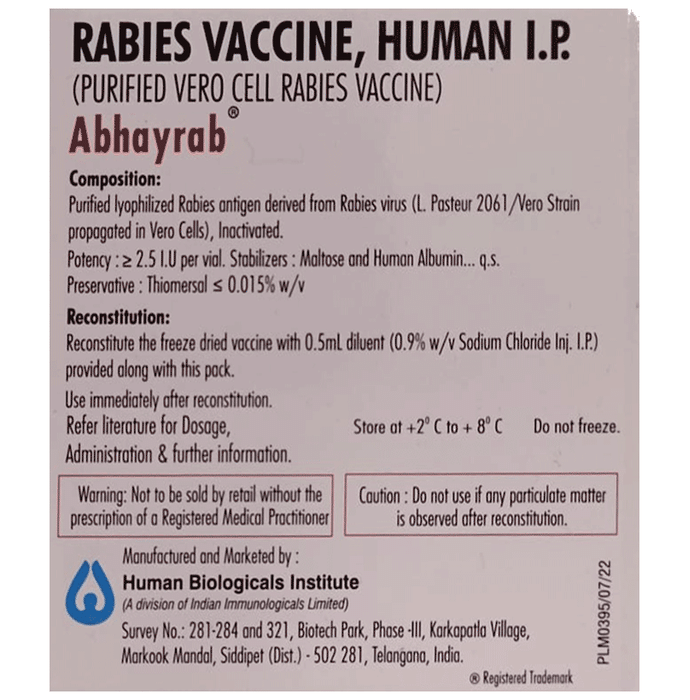 RABIES VACCINE, HUMAN I.P.
(PURIFIED VERO CELL RABIES VACCINE)
Abhayrab®
Composition:
Purified lyophilized Rabies antigen derived from Rabies virus (L. Pasteur 2061/Vero Strain
propagated in Vero Cells), Inactivated.
Potency : ≥ 2.5 I.U per vial. Stabilizers : Maltose and Human Albumin... q.s.
Preservative : Thiomersal ≤ 0.015% w/v
Reconstitution:
Reconstitute the freeze dried vaccine with 0.5mL diluent (0.9% w/v Sodium Chloride Inj. I.P.)
provided along with this pack.
Use immediately after reconstitution.
Refer literature for Dosage, Store at +2° C to + 8° C Do not freeze.
Administration & further information.
Warning: Not to be sold by retail without the
prescription of a Registered Medical Practitioner
Caution : Do not use if any particulate matter
is observed after reconstitution.
Manufactured and Marketed by :
Human Biologicals Institute
(A division of Indian Immunologicals Limited)
Survey No.: 281-284 and 321, Biotech Park, Phase -III, Karkapatla Village,
Markook Mandal, Siddipet (Dist.) - 502 281, Telangana, India.
® Registered Trademark
PLM0395/07/22